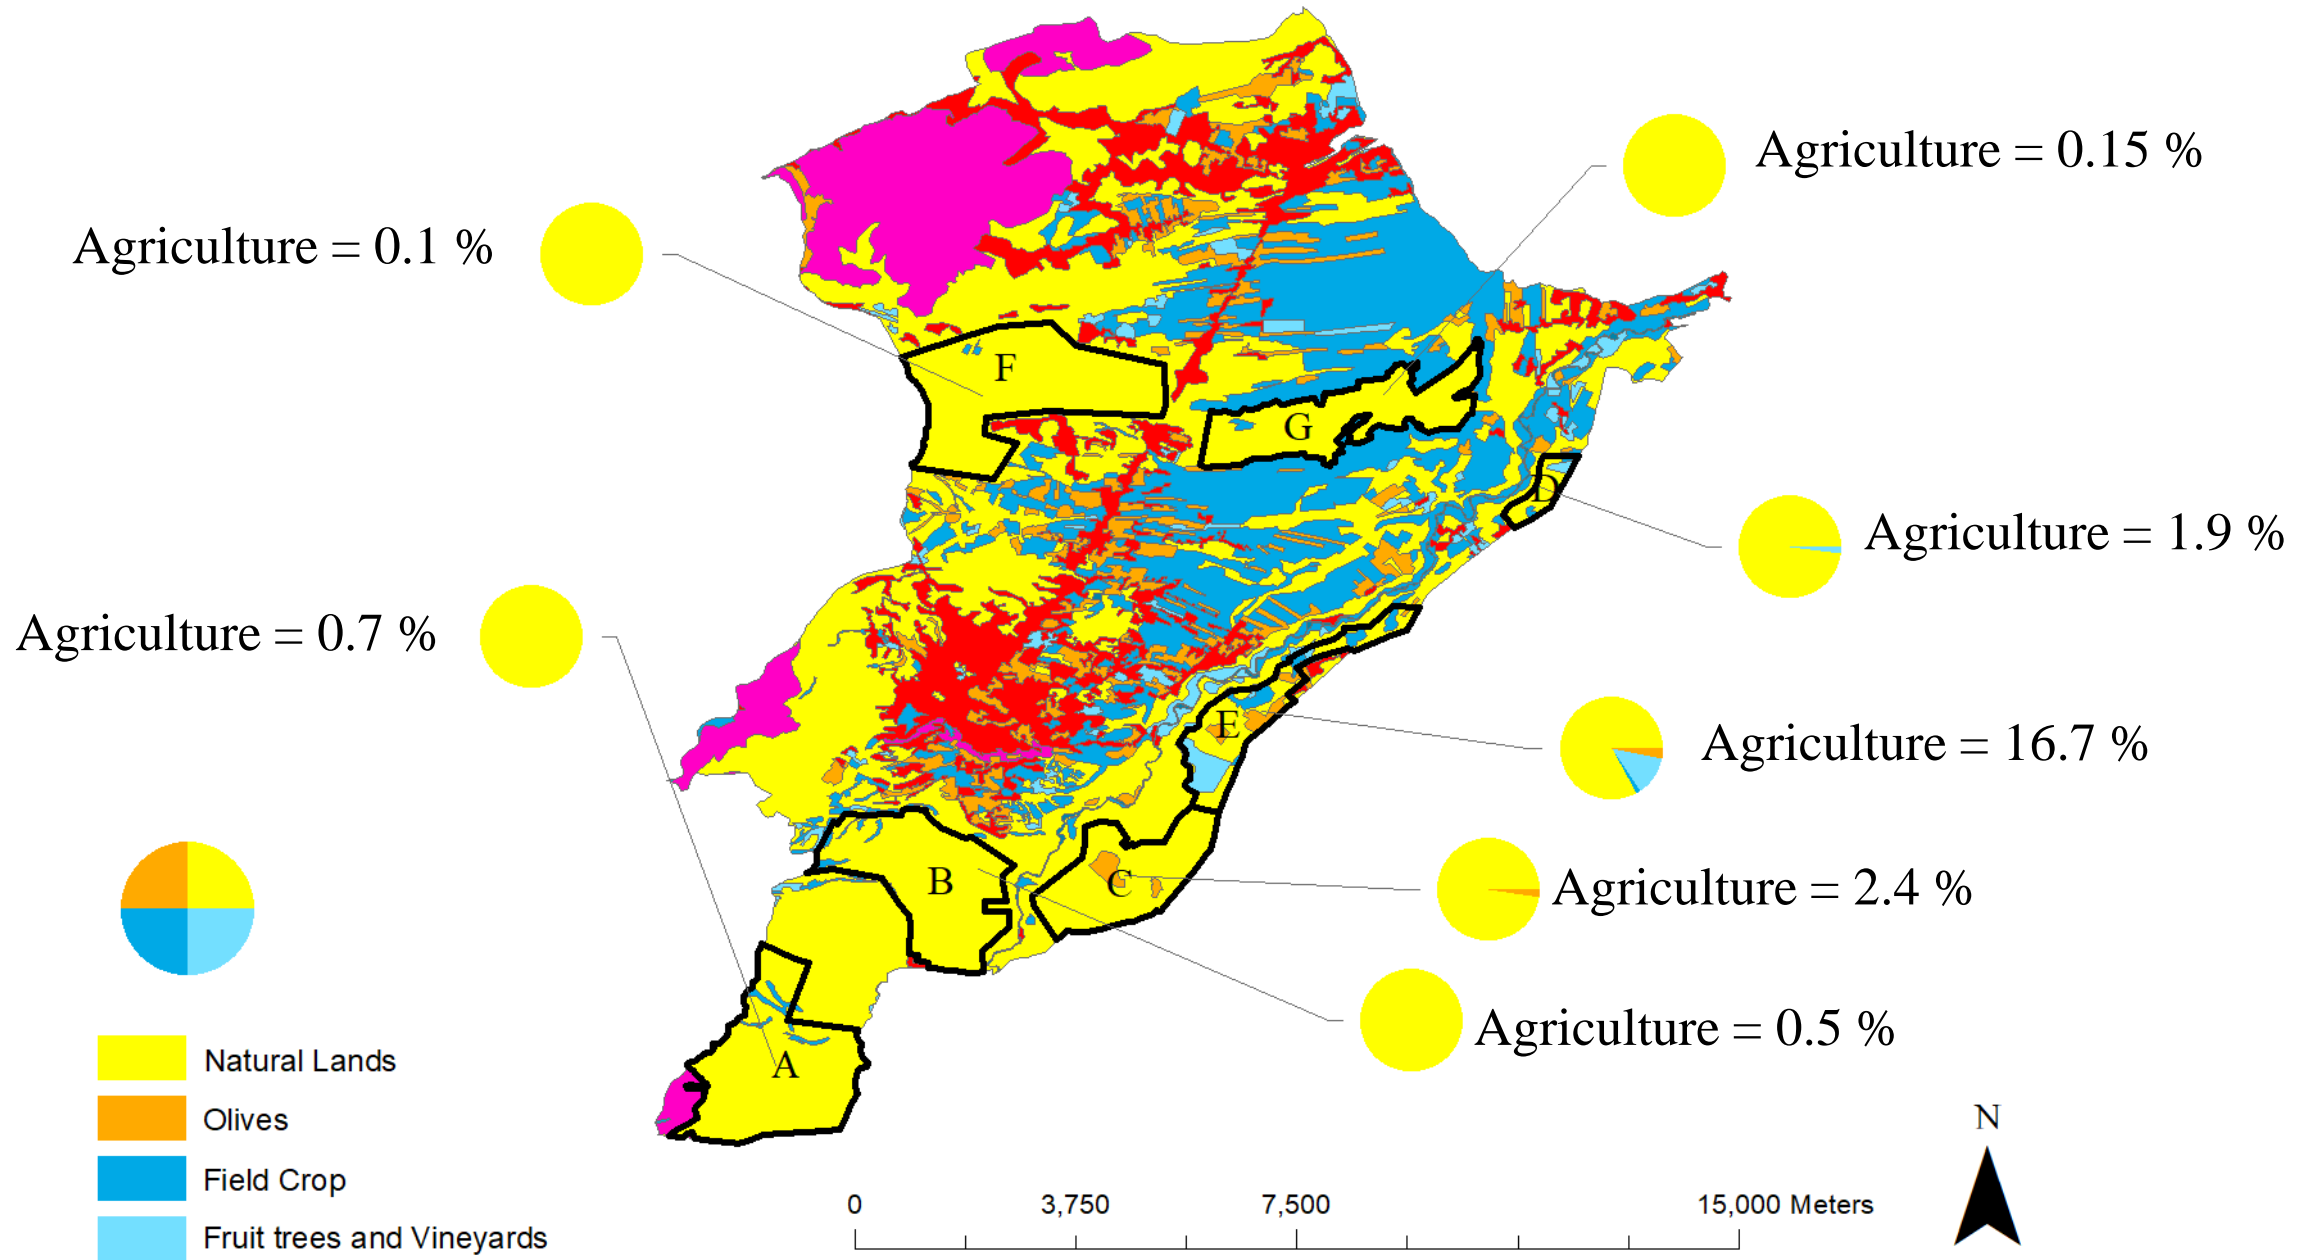 Agriculture = 0.15 %
Agriculture = 0.1 %
F
G
D
Agriculture = 1.9 %
Agriculture = 0.7 %
E
Agriculture = 16.7 %
B
C
Agriculture = 2.4 %
Agriculture = 0.5 %
A
Natural Lands
Olives
Field Crop
Fruit trees and Vineyards
N
0 3,750 7,500 15,000 Meters